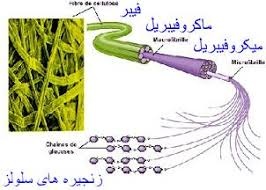 Fibre de cellulose
فیبر
ماکروفیبریل
Macrofibrille
میکروفیبریل
Microfibrille
Chaînes de
glucoses
زنجیره های سلولز